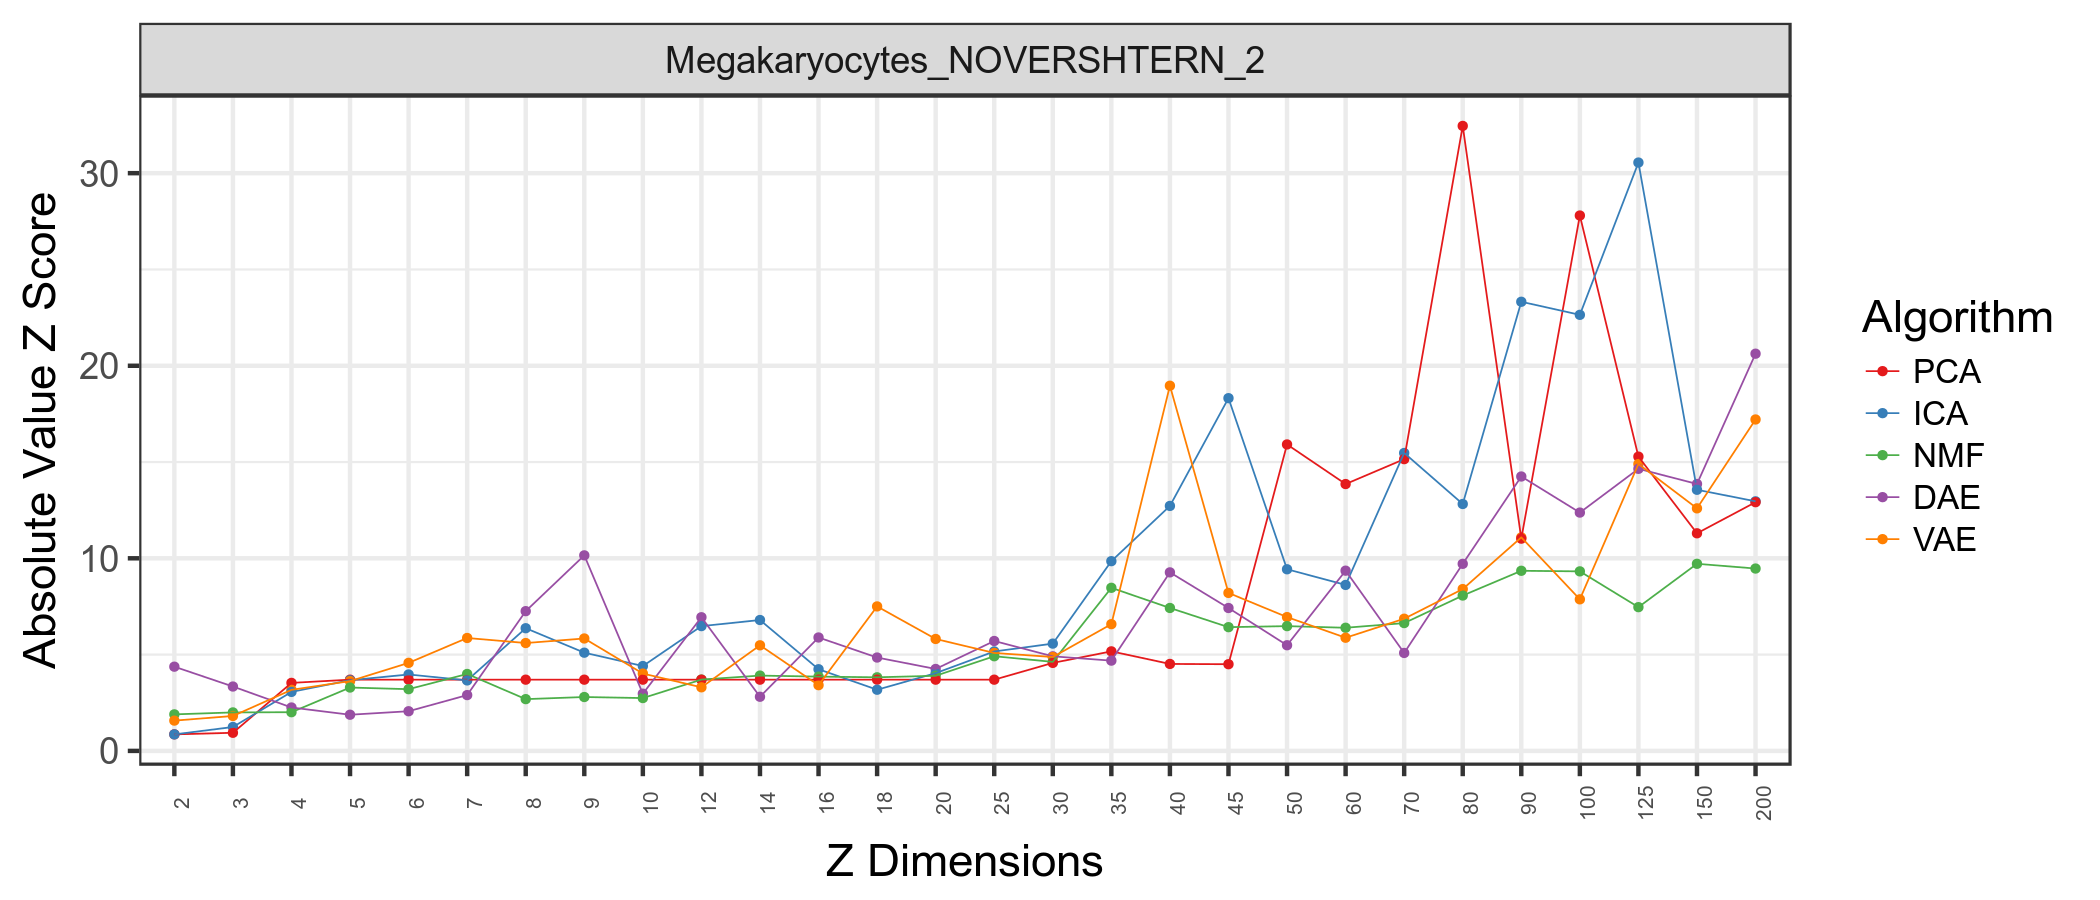 Megakaryocytes_NOVERSHTERN_2
Absolute Value Z Score
30
20
10
0
2 3 4 5 6 7 8 9 10 12 14 16 18 20 25 30 35 40 45 50 60 70 80 90 100 125 150 200
Z Dimensions
Algorithm
PCA
ICA
NMF
DAE
VAE